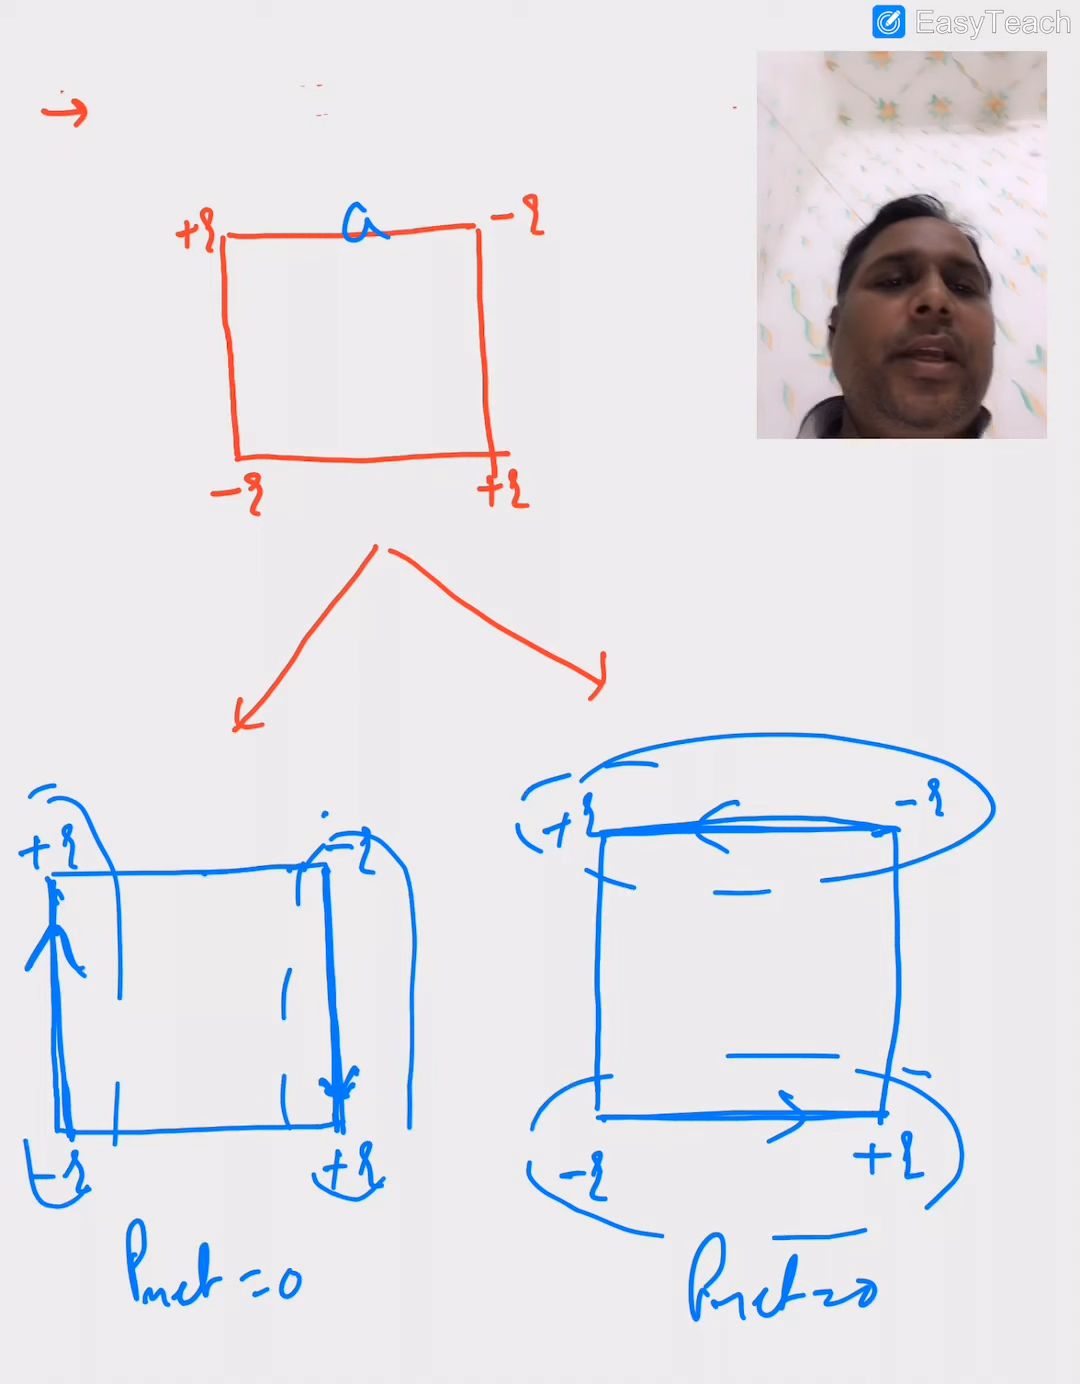 EasyTeach
+q a -q
-q +q
+q -q
+q -q
-q +q
-q +q
Pnet = 0
Pnet = 0